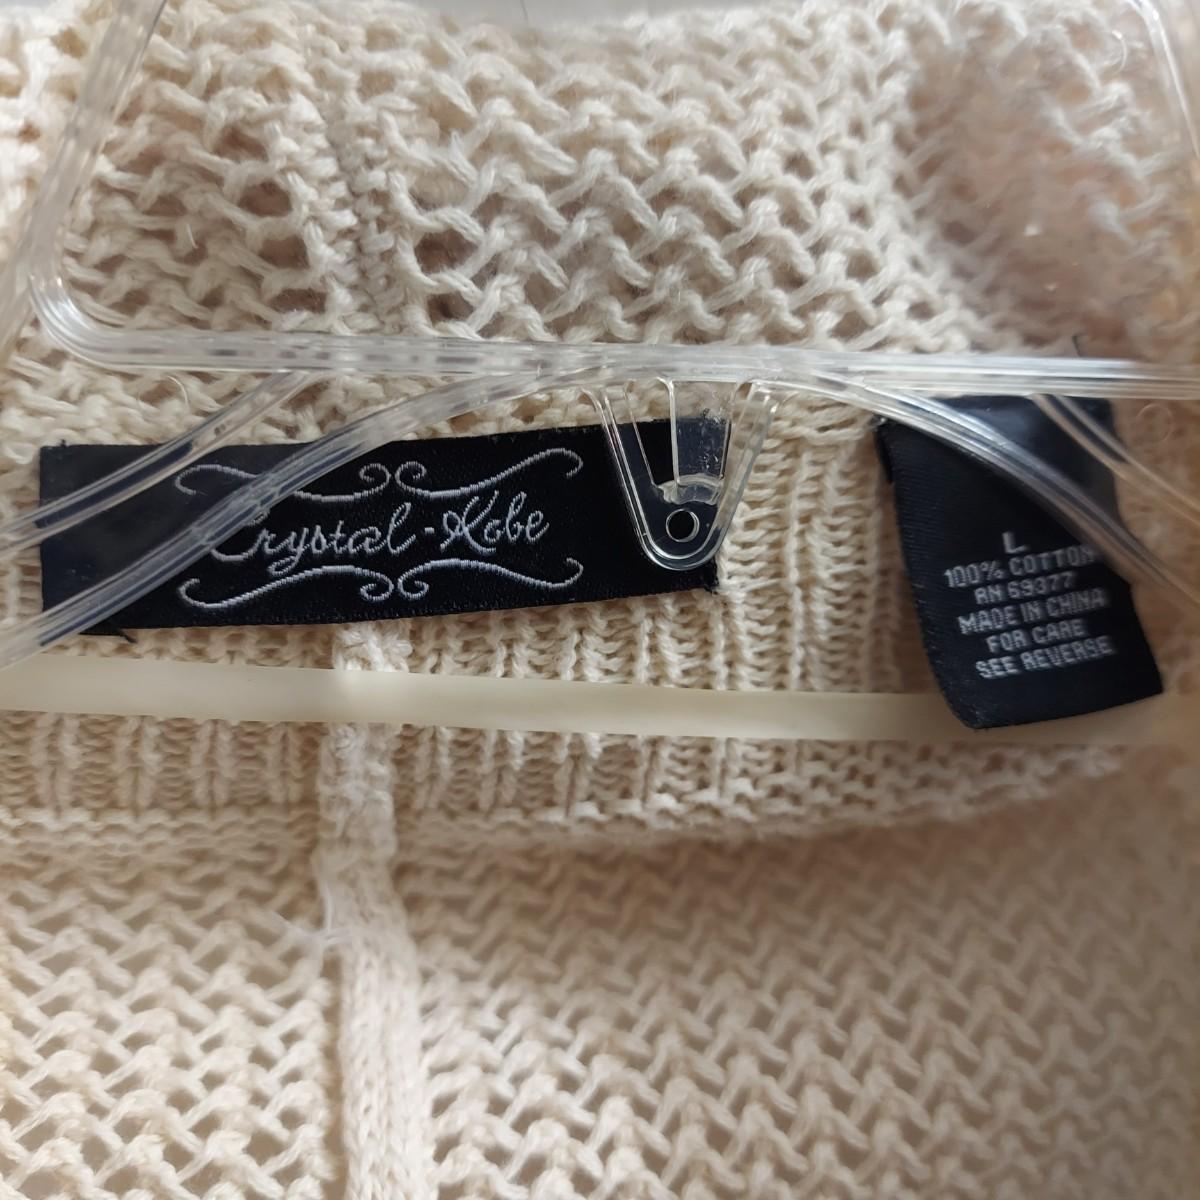 Crystal-Kobe
L
100% COTTON
RN 69377
MADE IN CHINA
FOR CARE
SEE REVERSE